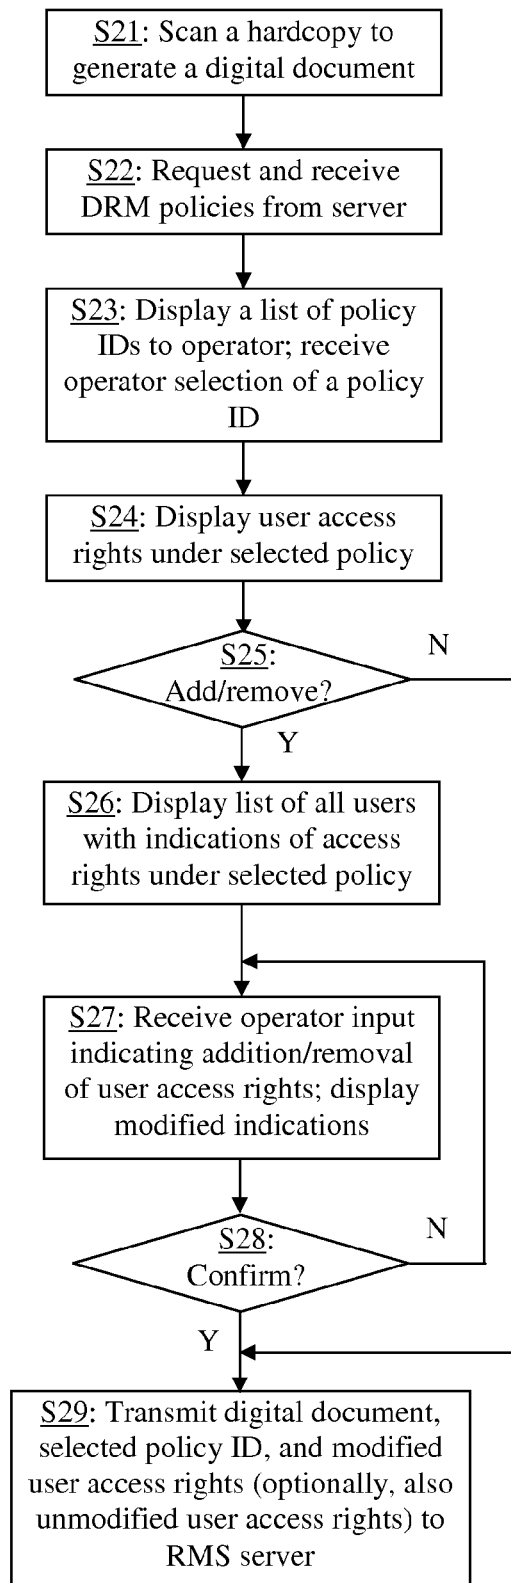 S21: Scan a hardcopy to
generate a digital document
S22: Request and receive
DRM policies from server
S23: Display a list of policy
IDs to operator; receive
operator selection of a policy
ID
S24: Display user access
rights under selected policy
S25:
Add/remove?
N
Y
S26: Display list of all users
with indications of access
rights under selected policy
S27: Receive operator input
indicating addition/removal
of user access rights; display
modified indications
S28:
Confirm?
N
Y
S29: Transmit digital document,
selected policy ID, and modified
user access rights (optionally, also
unmodified user access rights) to
RMS server